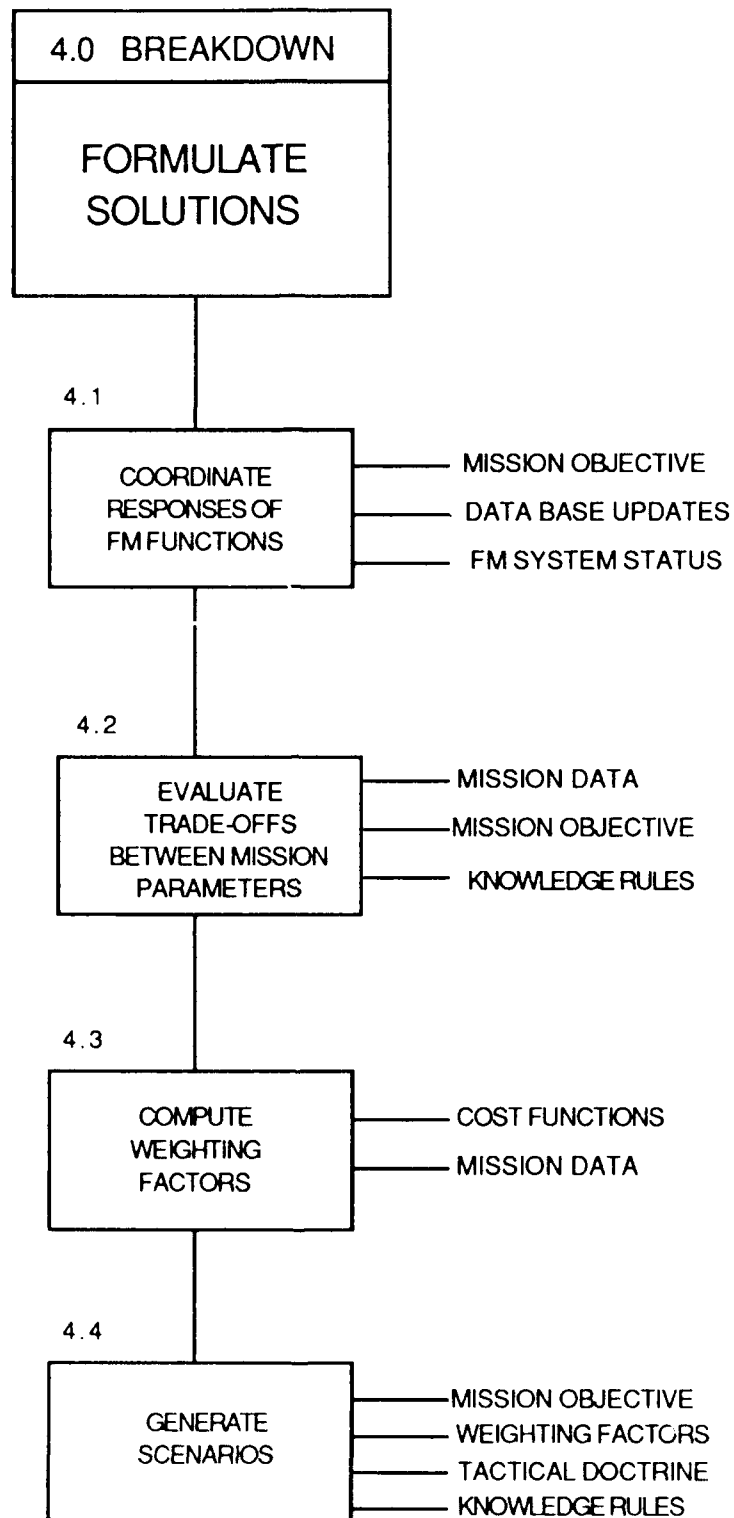 4.0 BREAKDOWN
FORMULATE
SOLUTIONS
4.1
COORDINATE
RESPONSES OF
FM FUNCTIONS
MISSION OBJECTIVE
DATA BASE UPDATES
FM SYSTEM STATUS
4.2
EVALUATE
TRADE-OFFS
BETWEEN MISSION
PARAMETERS
MISSION DATA
MISSION OBJECTIVE
KNOWLEDGE RULES
4.3
COMPUTE
WEIGHTING
FACTORS
COST FUNCTIONS
MISSION DATA
4.4
GENERATE
SCENARIOS
MISSION OBJECTIVE
WEIGHTING FACTORS
TACTICAL DOCTRINE
KNOWLEDGE RULES